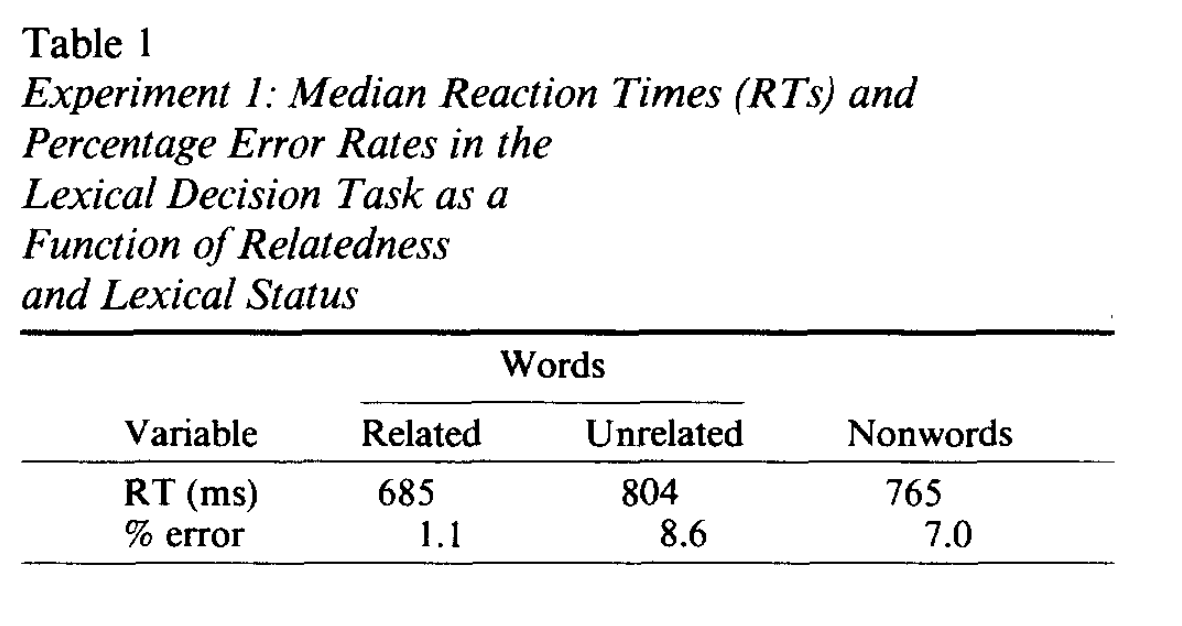 Table 1
Experiment 1: Median Reaction Times (RTs) and
Percentage Error Rates in the
Lexical Decision Task as a
Function of Relatedness
and Lexical Status
Words
Variable Related Unrelated Nonwords
RT (ms) 685 804 765
% error 1.1 8.6 7.0